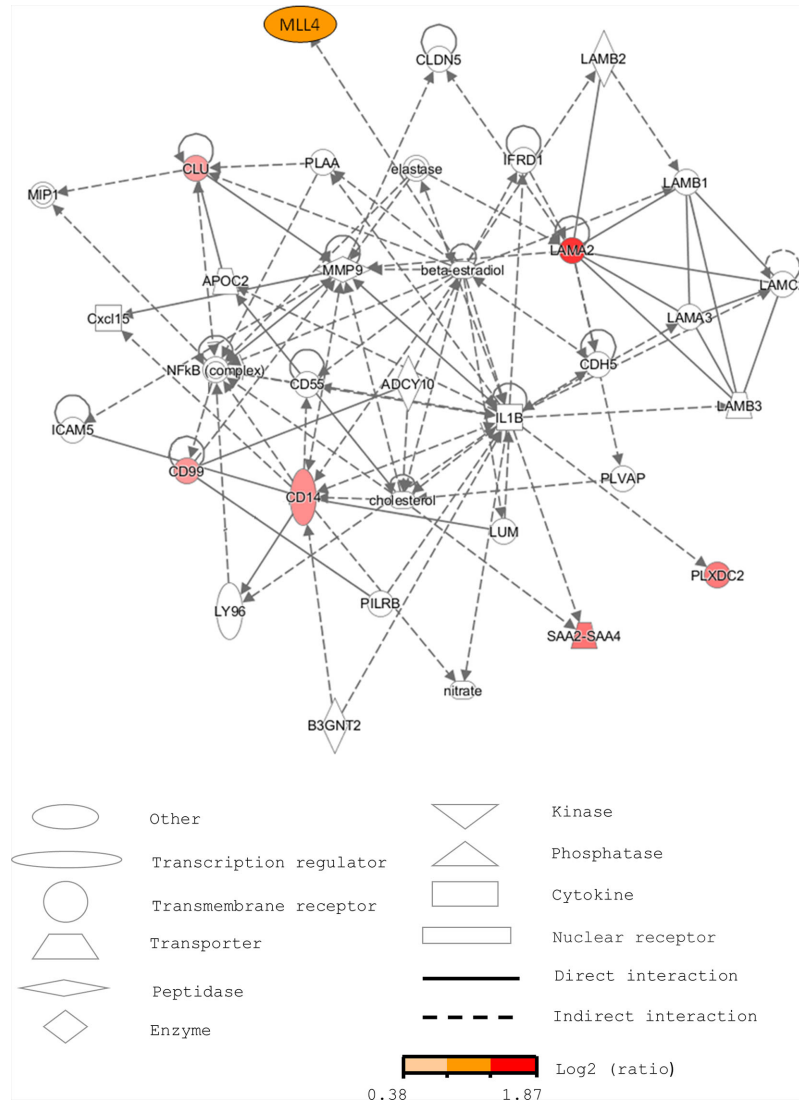 MLL4
CLDN5
LAMB2
CLU
PLAA
elastase
IFRD1
MIP1
LAMB1
LAMA2
APOC2
MMP9
beta-estradiol
LAMC
Cxcl15
LAMA3
NFkB (complex)
CD55
ADCY10
CDH5
IL1B
LAMB3
ICAM5
CD99
CD14
cholesterol
PLVAP
LUM
PLXDC2
LY96
PILRB
SAA2-SAA4
nitrate
B3GNT2
Other
Transcription regulator
Transmembrane receptor
Transporter
Peptidase
Enzyme
Kinase
Phosphatase
Cytokine
Nuclear receptor
Direct interaction
Indirect interaction
Log2 (ratio)
0.38 1.87